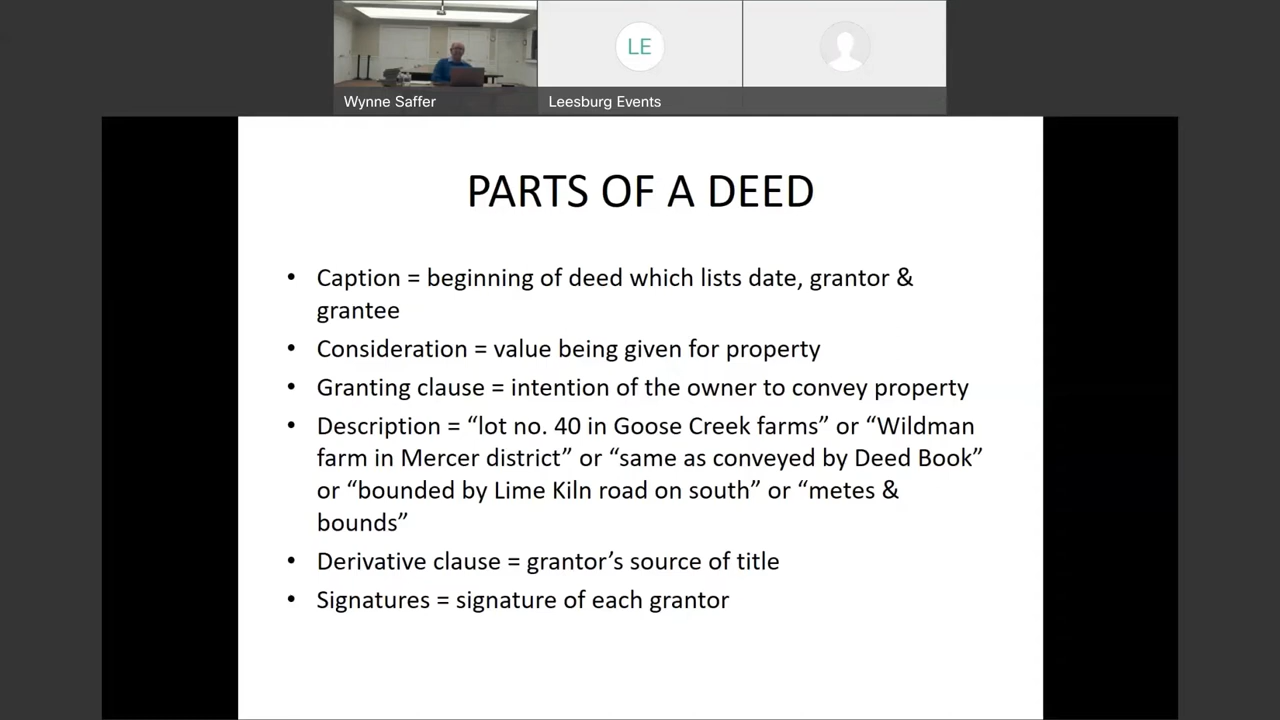 LE
Wynne Saffer
Leesburg Events
PARTS OF A DEED
• Caption = beginning of deed which lists date, grantor &
grantee
• Consideration = value being given for property
• Granting clause = intention of the owner to convey property
• Description = “lot no. 40 in Goose Creek farms” or “Wildman
farm in Mercer district” or “same as conveyed by Deed Book”
or “bounded by Lime Kiln road on south” or “metes &
bounds”
• Derivative clause = grantor’s source of title
• Signatures = signature of each grantor